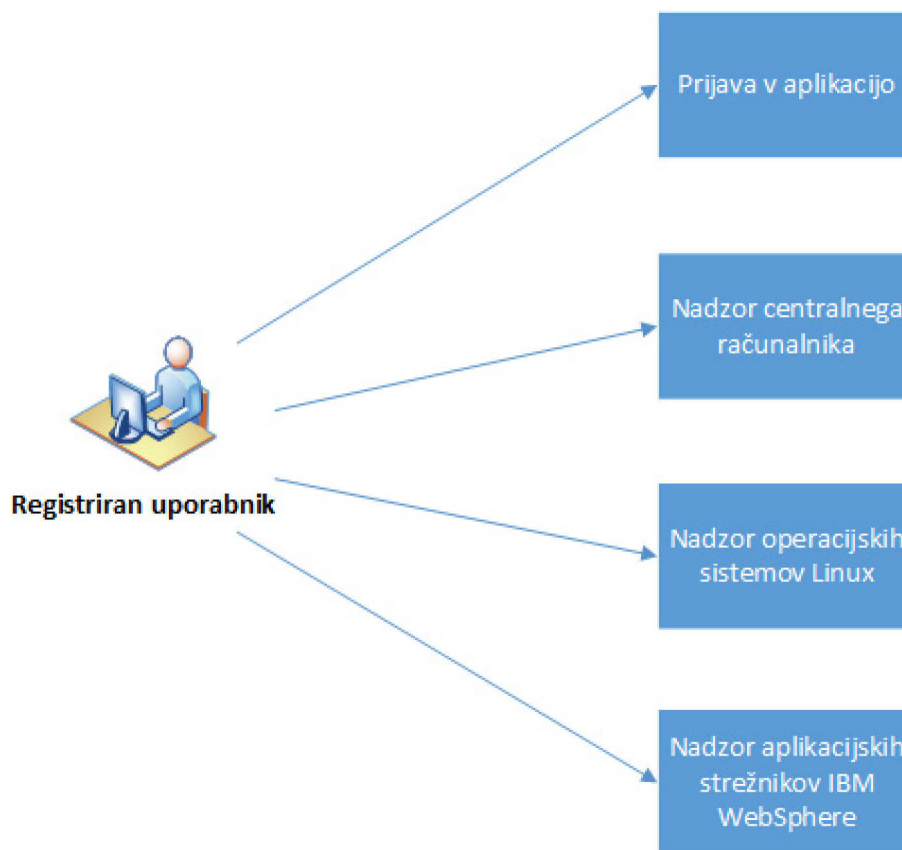 Prijava v aplikacijo
Nadzor centralnega
računalnika
Registriran uporabnik
Nadzor operacijskih
sistemov Linux
Nadzor aplikacijskih
strežnikov IBM
WebSphere